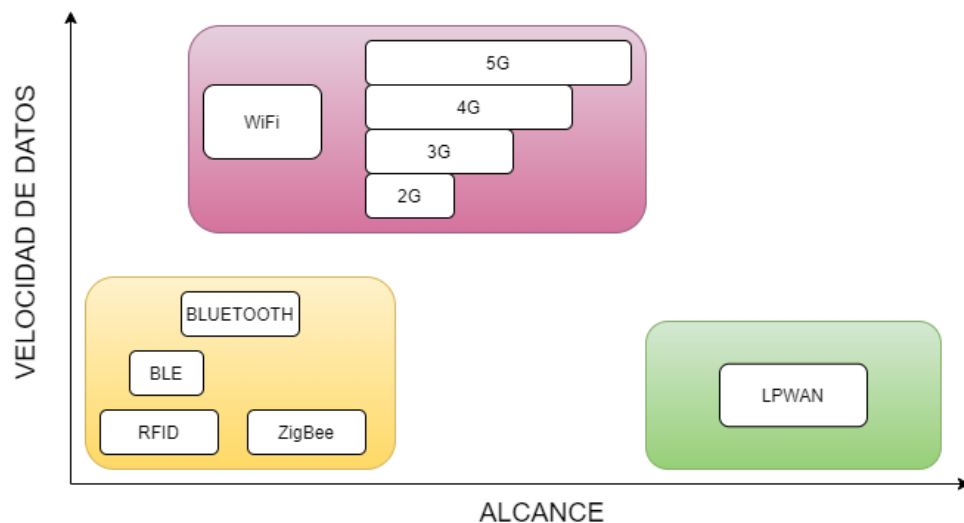 VELOCIDAD DE DATOS
5G
WiFi
4G
3G
2G
BLUETOOTH
BLE
LPWAN
RFID
ZigBee
ALCANCE